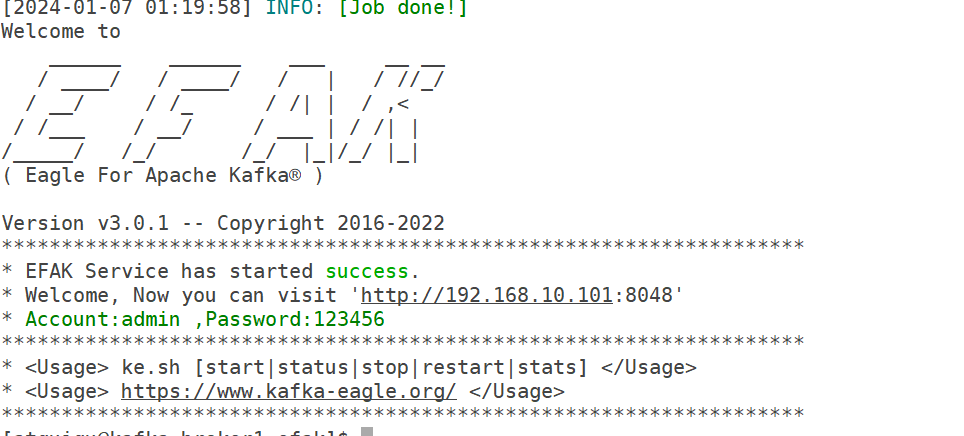 [2024-01-07 01:19:58] INFO: [Job done!]
Welcome to
    ______    ______    ____     __ __
   / ____/   / ____/   /    |   / //_/
  / __/     / /_      / /| |  / ,<
 / /___    / __/     / ___ | / /| |
/_____/   /_/       /_/  |_|/_/ |_|
( Eagle For Apache Kafka® )
Version v3.0.1 -- Copyright 2016-2022
*******************************************************************
* EFAK Service has started success.
* Welcome, Now you can visit 'http://192.168.10.101:8048'
* Account:admin ,Password:123456
*******************************************************************
* <Usage> ke.sh [start|status|stop|restart|stats] </Usage>
* <Usage> https://www.kafka-eagle.org/ </Usage>
*******************************************************************